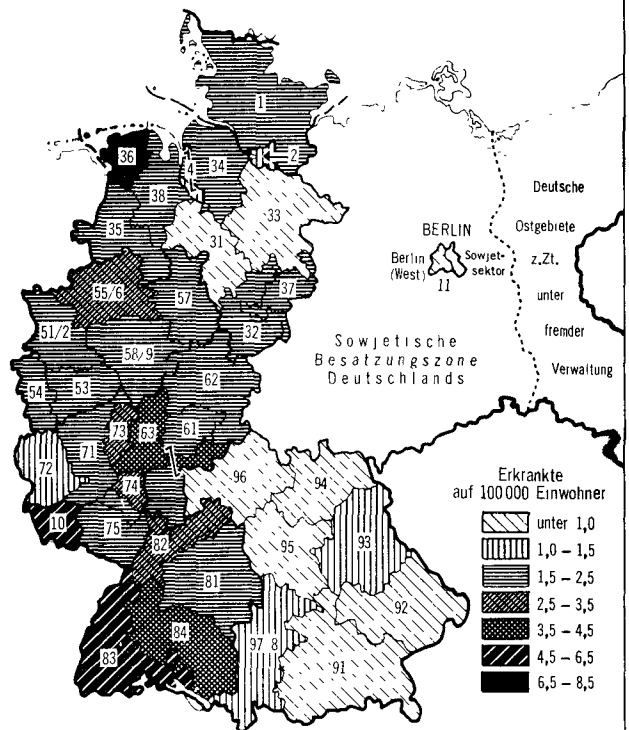 1
2
36
4
34
38
33
35
31
Deutsche
Ostgebiete
z.Zt.
unter
fremder
Verwaltung
BERLIN
Berlin
(West)
Sowjet-
sektor
11
55/6
57
37
51/2
32
58/9
Sowjetische
Besatzungszone
Deutschlands
54
53
62
73
63
61
71
72
74
96
94
10
75
82
95
93
81
92
84
83
97 8
91
Erkrankte
auf 100 000 Einwohner
unter 1,0
1,0 – 1,5
1,5 – 2,5
2,5 – 3,5
3,5 – 4,5
4,5 – 6,5
6,5 – 8,5